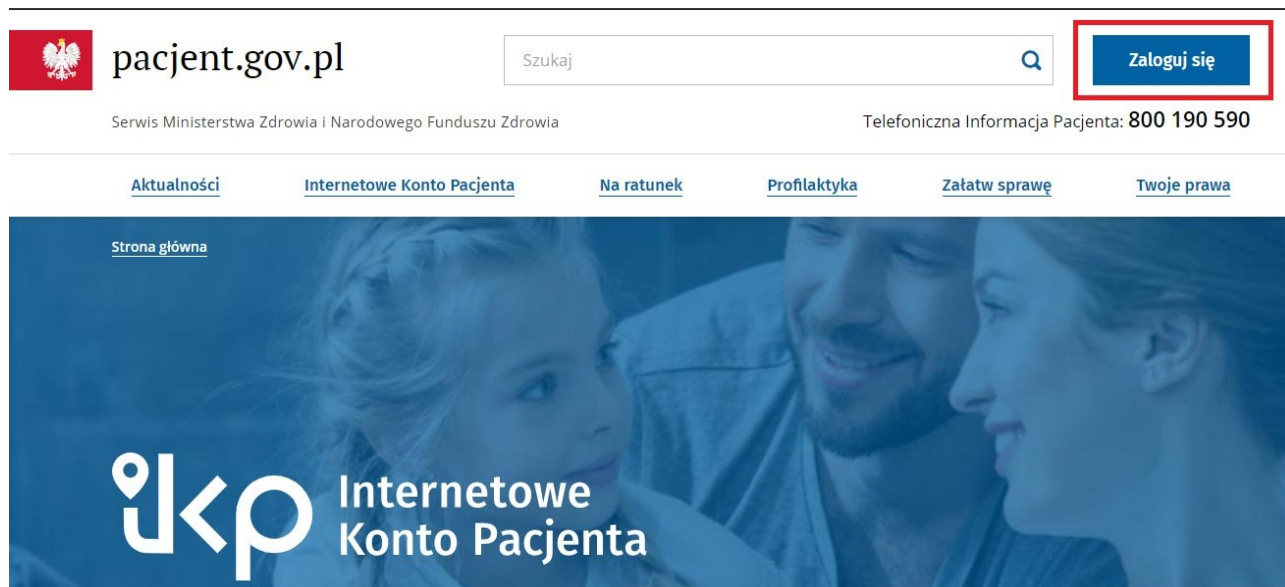 pacjent.gov.pl
Szukaj
Zaloguj się
Serwis Ministerstwa Zdrowia i Narodowego Funduszu Zdrowia
Telefoniczna Informacja Pacjenta: 800 190 590
Aktualności
Internetowe Konto Pacjenta
Na ratunek
Profilaktyka
Załatw sprawę
Twoje prawa
Strona główna
ikp
Internetowe
Konto Pacjenta